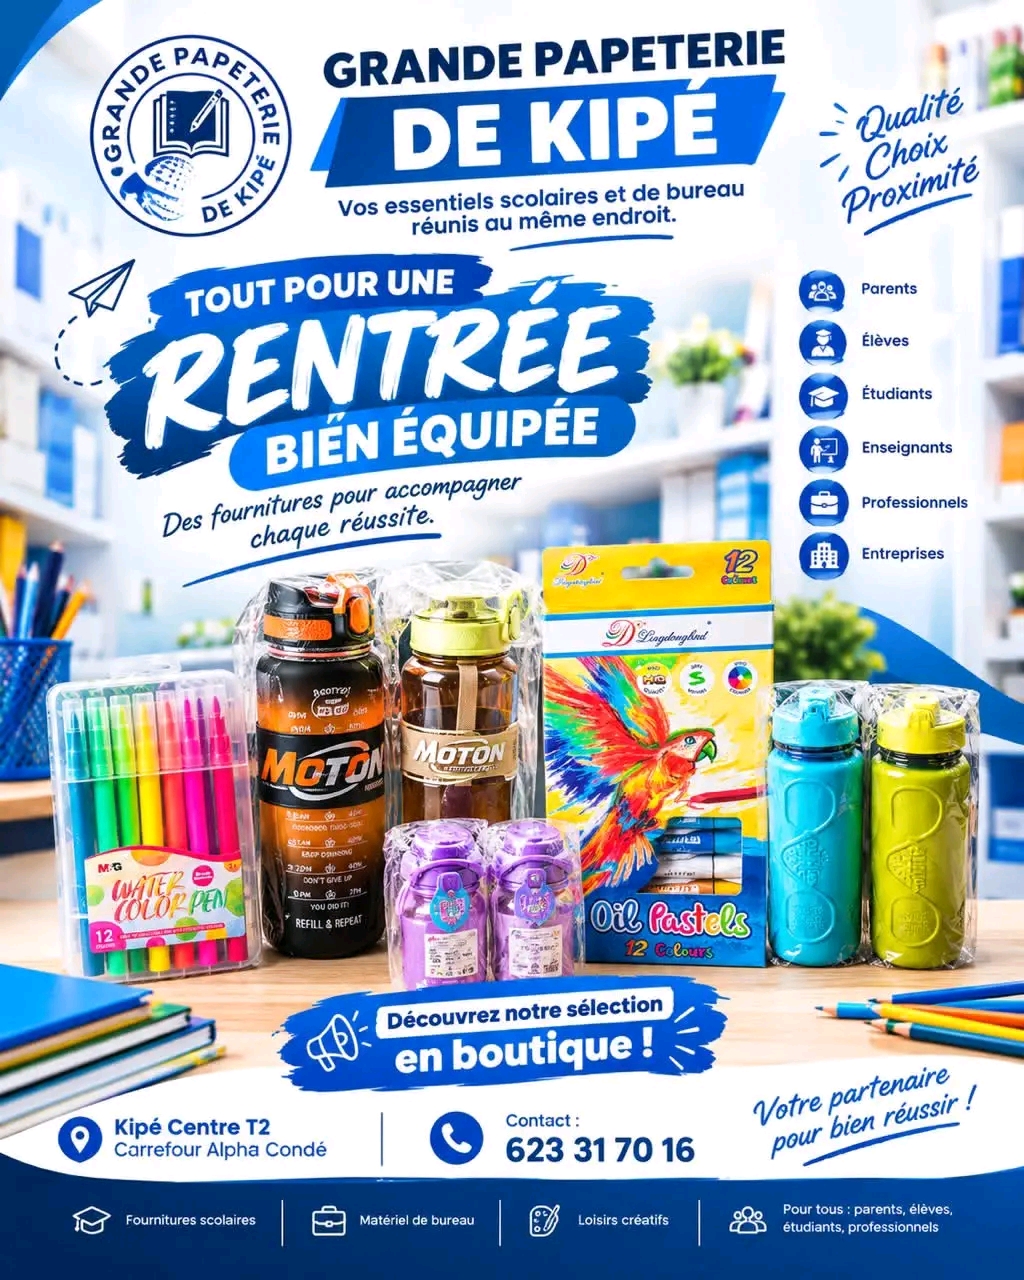 GRANDE PAPETERIE
DE KIPÉ
GRANDE PAPETERIE
DE KIPÉ
Vos essentiels scolaires et de bureau
réunis au même endroit.
Qualité
Choix
Proximité
TOUT POUR UNE
RENTRÉE
BIEN ÉQUIPÉE
Des fournitures pour accompagner
chaque réussite.
Parents
Élèves
Étudiants
Enseignants
Professionnels
Entreprises
M&G
WATER
COLOR PEN
12
MOTON
DON'T GIVE UP
YOU DID IT!
REFILL & REPEAT
MOTON
12
Colours
Lingdongbnd
Oil Pastels
12 Colours
Découvrez notre sélection
en boutique !
Kipé Centre T2
Carrefour Alpha Condé
Contact :
623 31 70 16
Votre partenaire
pour bien réussir !
Fournitures scolaires
Matériel de bureau
Loisirs créatifs
Pour tous : parents, élèves,
étudiants, professionnels